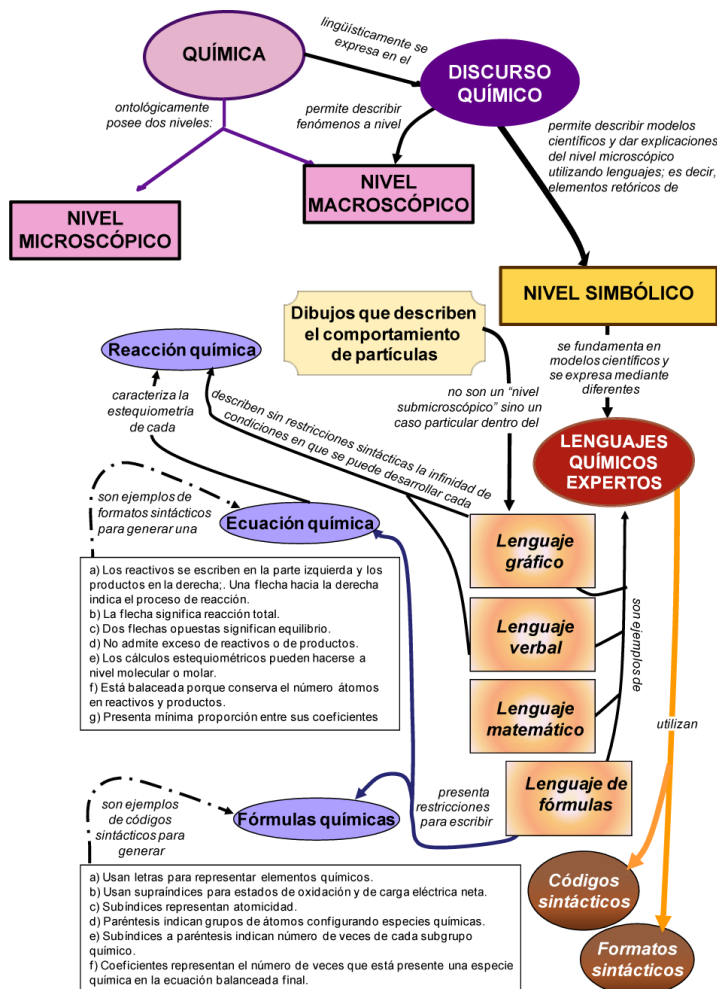 QUÍMICA
lingüísticamente se
expresa en el
DISCURSO
QUÍMICO
ontológicamente
posee dos niveles:
permite describir
fenómenos a nivel
permite describir modelos
científicos y dar explicaciones
del nivel microscópico
utilizando lenguajes; es decir,
elementos retóricos de
NIVEL
MICROSCÓPICO
NIVEL
MACROSCÓPICO
NIVEL SIMBÓLICO
Dibujos que describen
el comportamiento
de partículas
se fundamenta en
modelos científicos y
se expresa mediante
diferentes
Reacción química
caracteriza la
estequiometría
de cada
describen sin restricciones sintácticas la infinidad de
condiciones en que se puede desarrollar cada
no son un “nivel
submicroscópico” sino un
caso particular dentro del
LENGUAJES
QUÍMICOS
EXPERTOS
son ejemplos de
formatos sintácticos
para generar una
Ecuación química
Lenguaje
gráfico
a) Los reactivos se escriben en la parte izquierda y los
productos en la derecha;. Una flecha hacia la derecha
indica el proceso de reacción.
b) La flecha significa reacción total.
c) Dos flechas opuestas significan equilibrio.
d) No admite exceso de reactivos o de productos.
e) Los cálculos estequiométricos pueden hacerse a
nivel molecular o molar.
f) Está balaceada porque conserva el número átomos
en reactivos y productos.
g) Presenta mínima proporción entre sus coeficientes
Lenguaje
verbal
son ejemplos de
Lenguaje
matemático
utilizan
Lenguaje de
fórmulas
presenta
restricciones
para escribir
son ejemplos
de códigos
sintácticos para
generar
Fórmulas químicas
a) Usan letras para representar elementos químicos.
b) Usan supraíndices para estados de oxidación y de carga eléctrica neta.
c) Subíndices representan atomicidad.
d) Paréntesis indican grupos de átomos configurando especies químicas.
e) Subíndices a paréntesis indican número de veces de cada subgrupo
químico.
f) Coeficientes representan el número de veces que está presente una especie
química en la ecuación balanceada final.
Códigos
sintácticos
Formatos
sintácticos